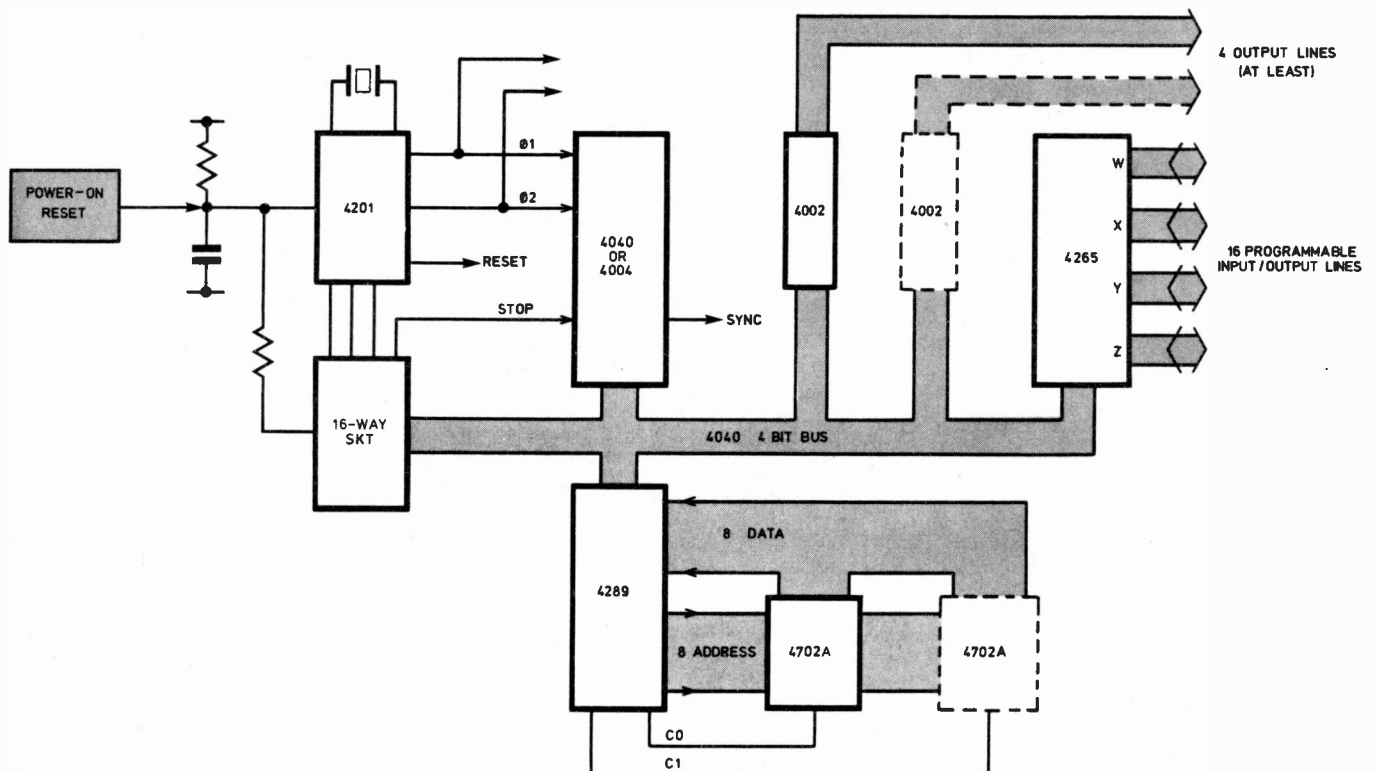 4 OUTPUT LINES
(AT LEAST)
POWER-ON
RESET
4201
Ø1
Ø2
RESET
STOP
4040
OR
4004
SYNC
4002
4002
4265
W
X
Y
Z
16 PROGRAMMABLE
INPUT/OUTPUT LINES
16-WAY
SKT
4040 4 BIT BUS
4289
8 DATA
8 ADDRESS
4702A
4702A
C0
C1